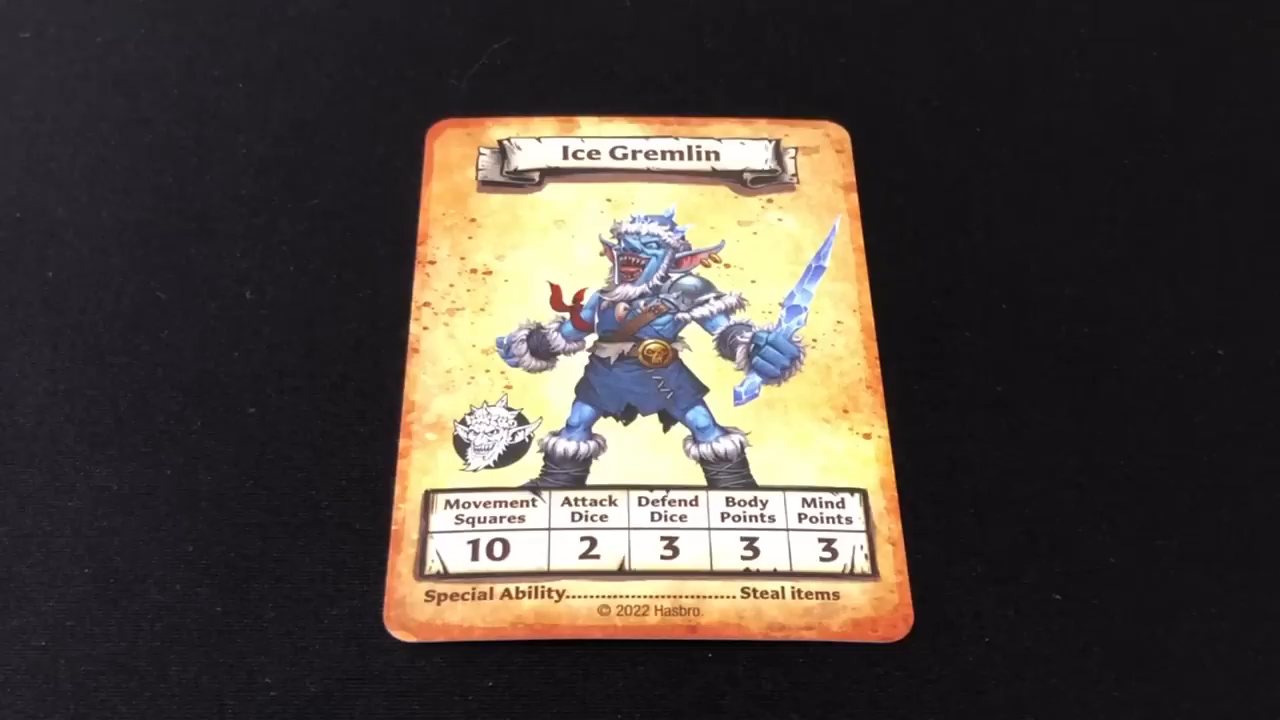 Ice Gremlin
Movement Squares
Attack Dice
Defend Dice
Body Points
Mind Points
10 2 3 3 3
Special Ability............................. Steal items
© 2022 Hasbro.